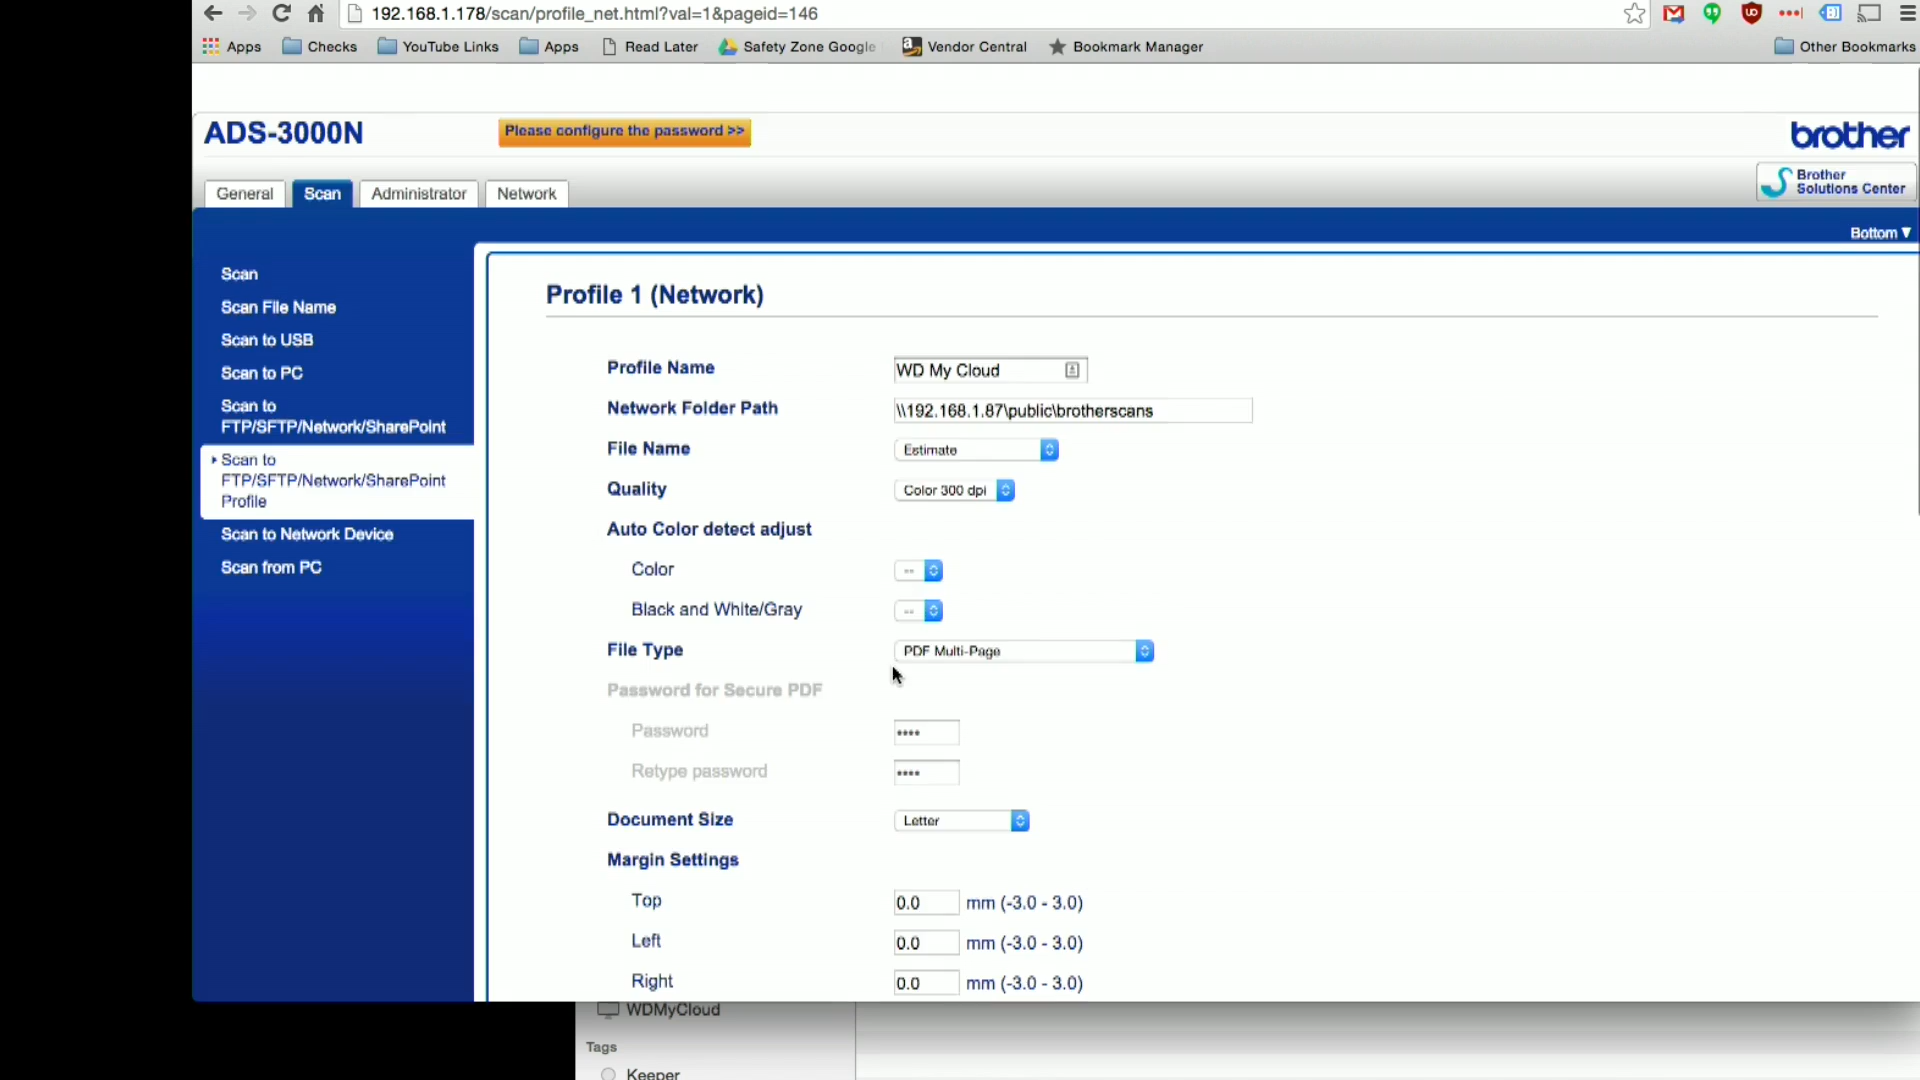 192.168.1.178/scan/profile_net.html?val=1&pageid=146
Apps Checks YouTube Links Apps Read Later Safety Zone Google Vendor Central Bookmark Manager Other Bookmarks
ADS-3000N
Please configure the password >>
brother
General Scan Administrator Network
Brother
Solutions Center
Bottom▼
Scan
Scan File Name
Scan to USB
Scan to PC
Scan to
FTP/SFTP/Network/SharePoint
Scan to
FTP/SFTP/Network/SharePoint
Profile
Scan to Network Device
Scan from PC
Profile 1 (Network)
Profile Name WD My Cloud
Network Folder Path \\192.168.1.87\public\brotherscans
File Name Estimate
Quality Color 300 dpi
Auto Color detect adjust
Color --
Black and White/Gray --
File Type PDF Multi-Page
Password for Secure PDF
Password ••••
Retype password ••••
Document Size Letter
Margin Settings
Top 0.0 mm (-3.0 - 3.0)
Left 0.0 mm (-3.0 - 3.0)
Right 0.0 mm (-3.0 - 3.0)
WDMyCloud
Tags
Keeper